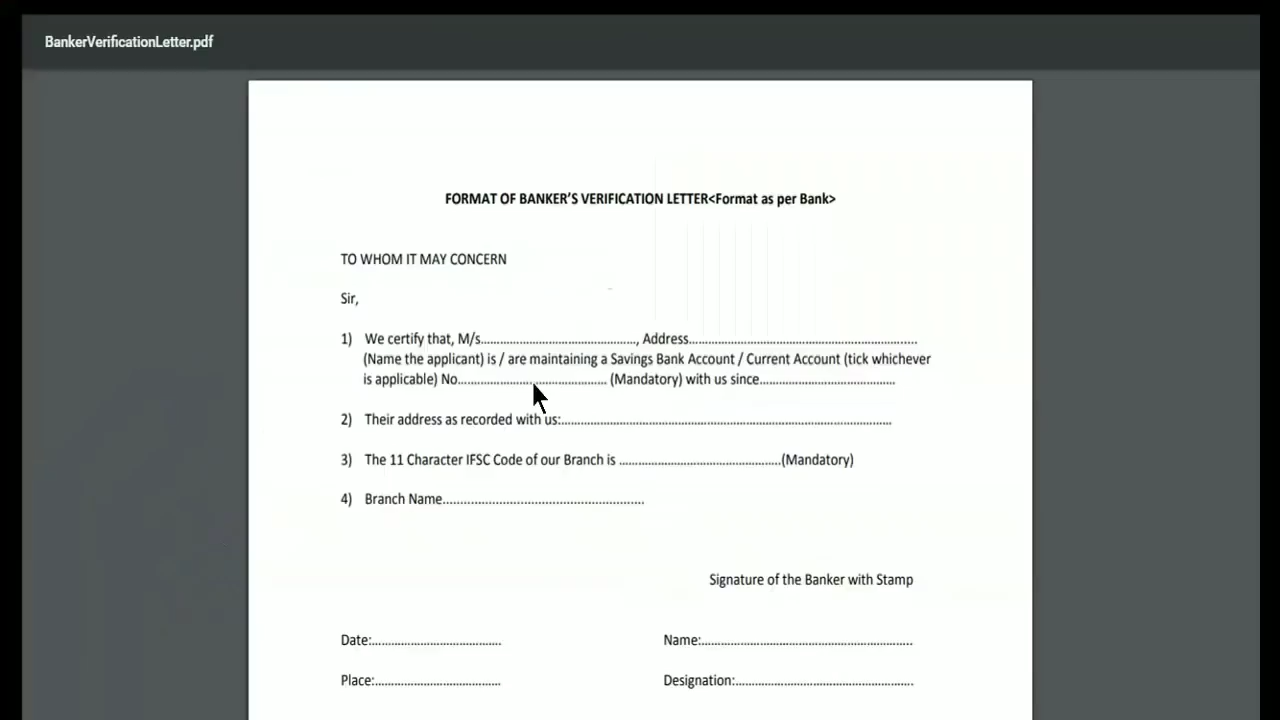 BankerVerificationLetter.pdf
FORMAT OF BANKER'S VERIFICATION LETTER<Format as per Bank>
TO WHOM IT MAY CONCERN
Sir,
1) We certify that, M/s......................................., Address.........................................................
(Name the applicant) is / are maintaining a Savings Bank Account / Current Account (tick whichever
is applicable) No..................................... (Mandatory) with us since..................................
2) Their address as recorded with us:...................................................................................
3) The 11 Character IFSC Code of our Branch is .........................................(Mandatory)
4) Branch Name..................................................
Signature of the Banker with Stamp
Date:................................ Name:.....................................................
Place:............................... Designation:............................................